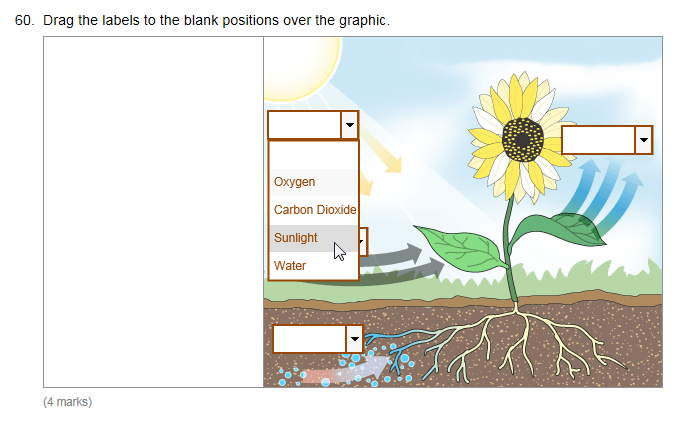 60. Drag the labels to the blank positions over the graphic.
Oxygen
Carbon Dioxide
Sunlight
Water
(4 marks)